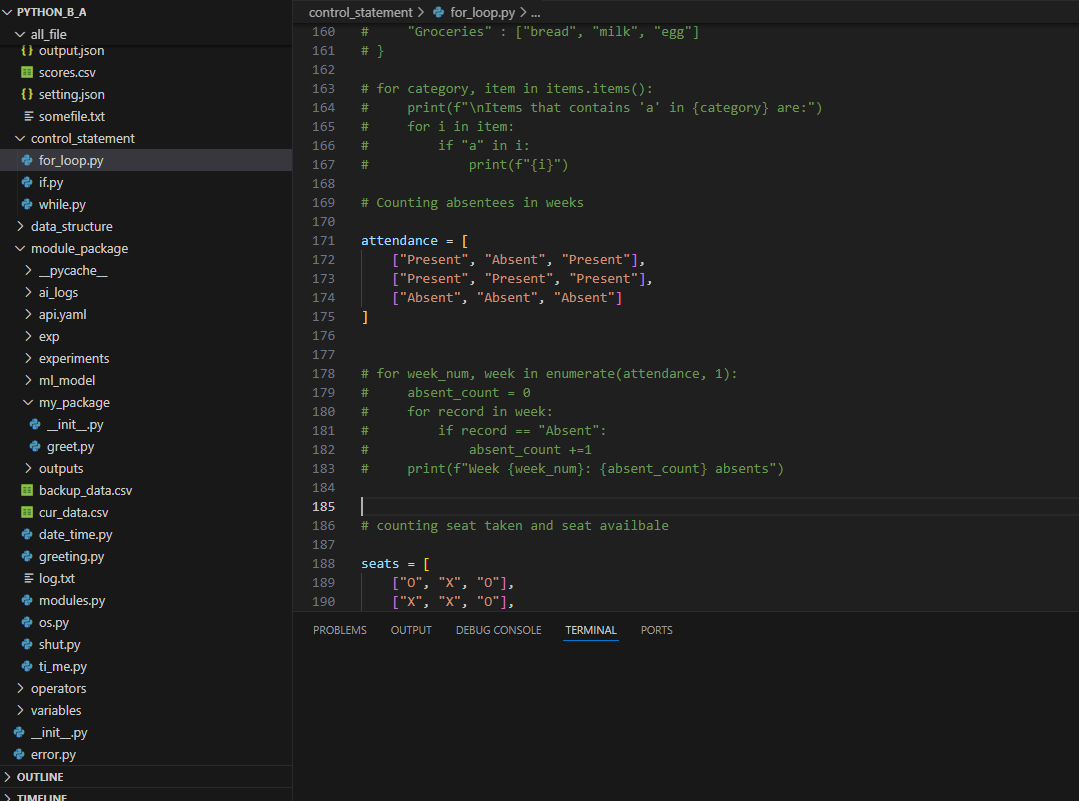 PYTHON_B_A
all_file
output.json
scores.csv
setting.json
somefile.txt
control_statement
for_loop.py
if.py
while.py
data_structure
module_package
__pycache__
ai_logs
api.yaml
exp
experiments
ml_model
my_package
__init__.py
greet.py
outputs
backup_data.csv
cur_data.csv
date_time.py
greeting.py
log.txt
modules.py
os.py
shut.py
ti_me.py
operators
variables
__init__.py
error.py
OUTLINE
TIMELINE
control_statement > for_loop.py > ...
160 #     "Groceries" : ["bread", "milk", "egg"]
161 # }
162
163 # for category, item in items.items():
164 #     print(f"\nItems that contains 'a' in {category} are:")
165 #     for i in item:
166 #         if "a" in i:
167 #             print(f"{i}")
168
169 # Counting absentees in weeks
170
171 attendance = [
172     ["Present", "Absent", "Present"],
173     ["Present", "Present", "Present"],
174     ["Absent", "Absent", "Absent"]
175 ]
176
177
178 # for week_num, week in enumerate(attendance, 1):
179 #     absent_count = 0
180 #     for record in week:
181 #         if record == "Absent":
182 #             absent_count +=1
183 #     print(f"Week {week_num}: {absent_count} absents")
184
185
186 # counting seat taken and seat availbale
187
188 seats = [
189     ["O", "X", "O"],
190     ["X", "X", "O"],
PROBLEMS OUTPUT DEBUG CONSOLE TERMINAL PORTS